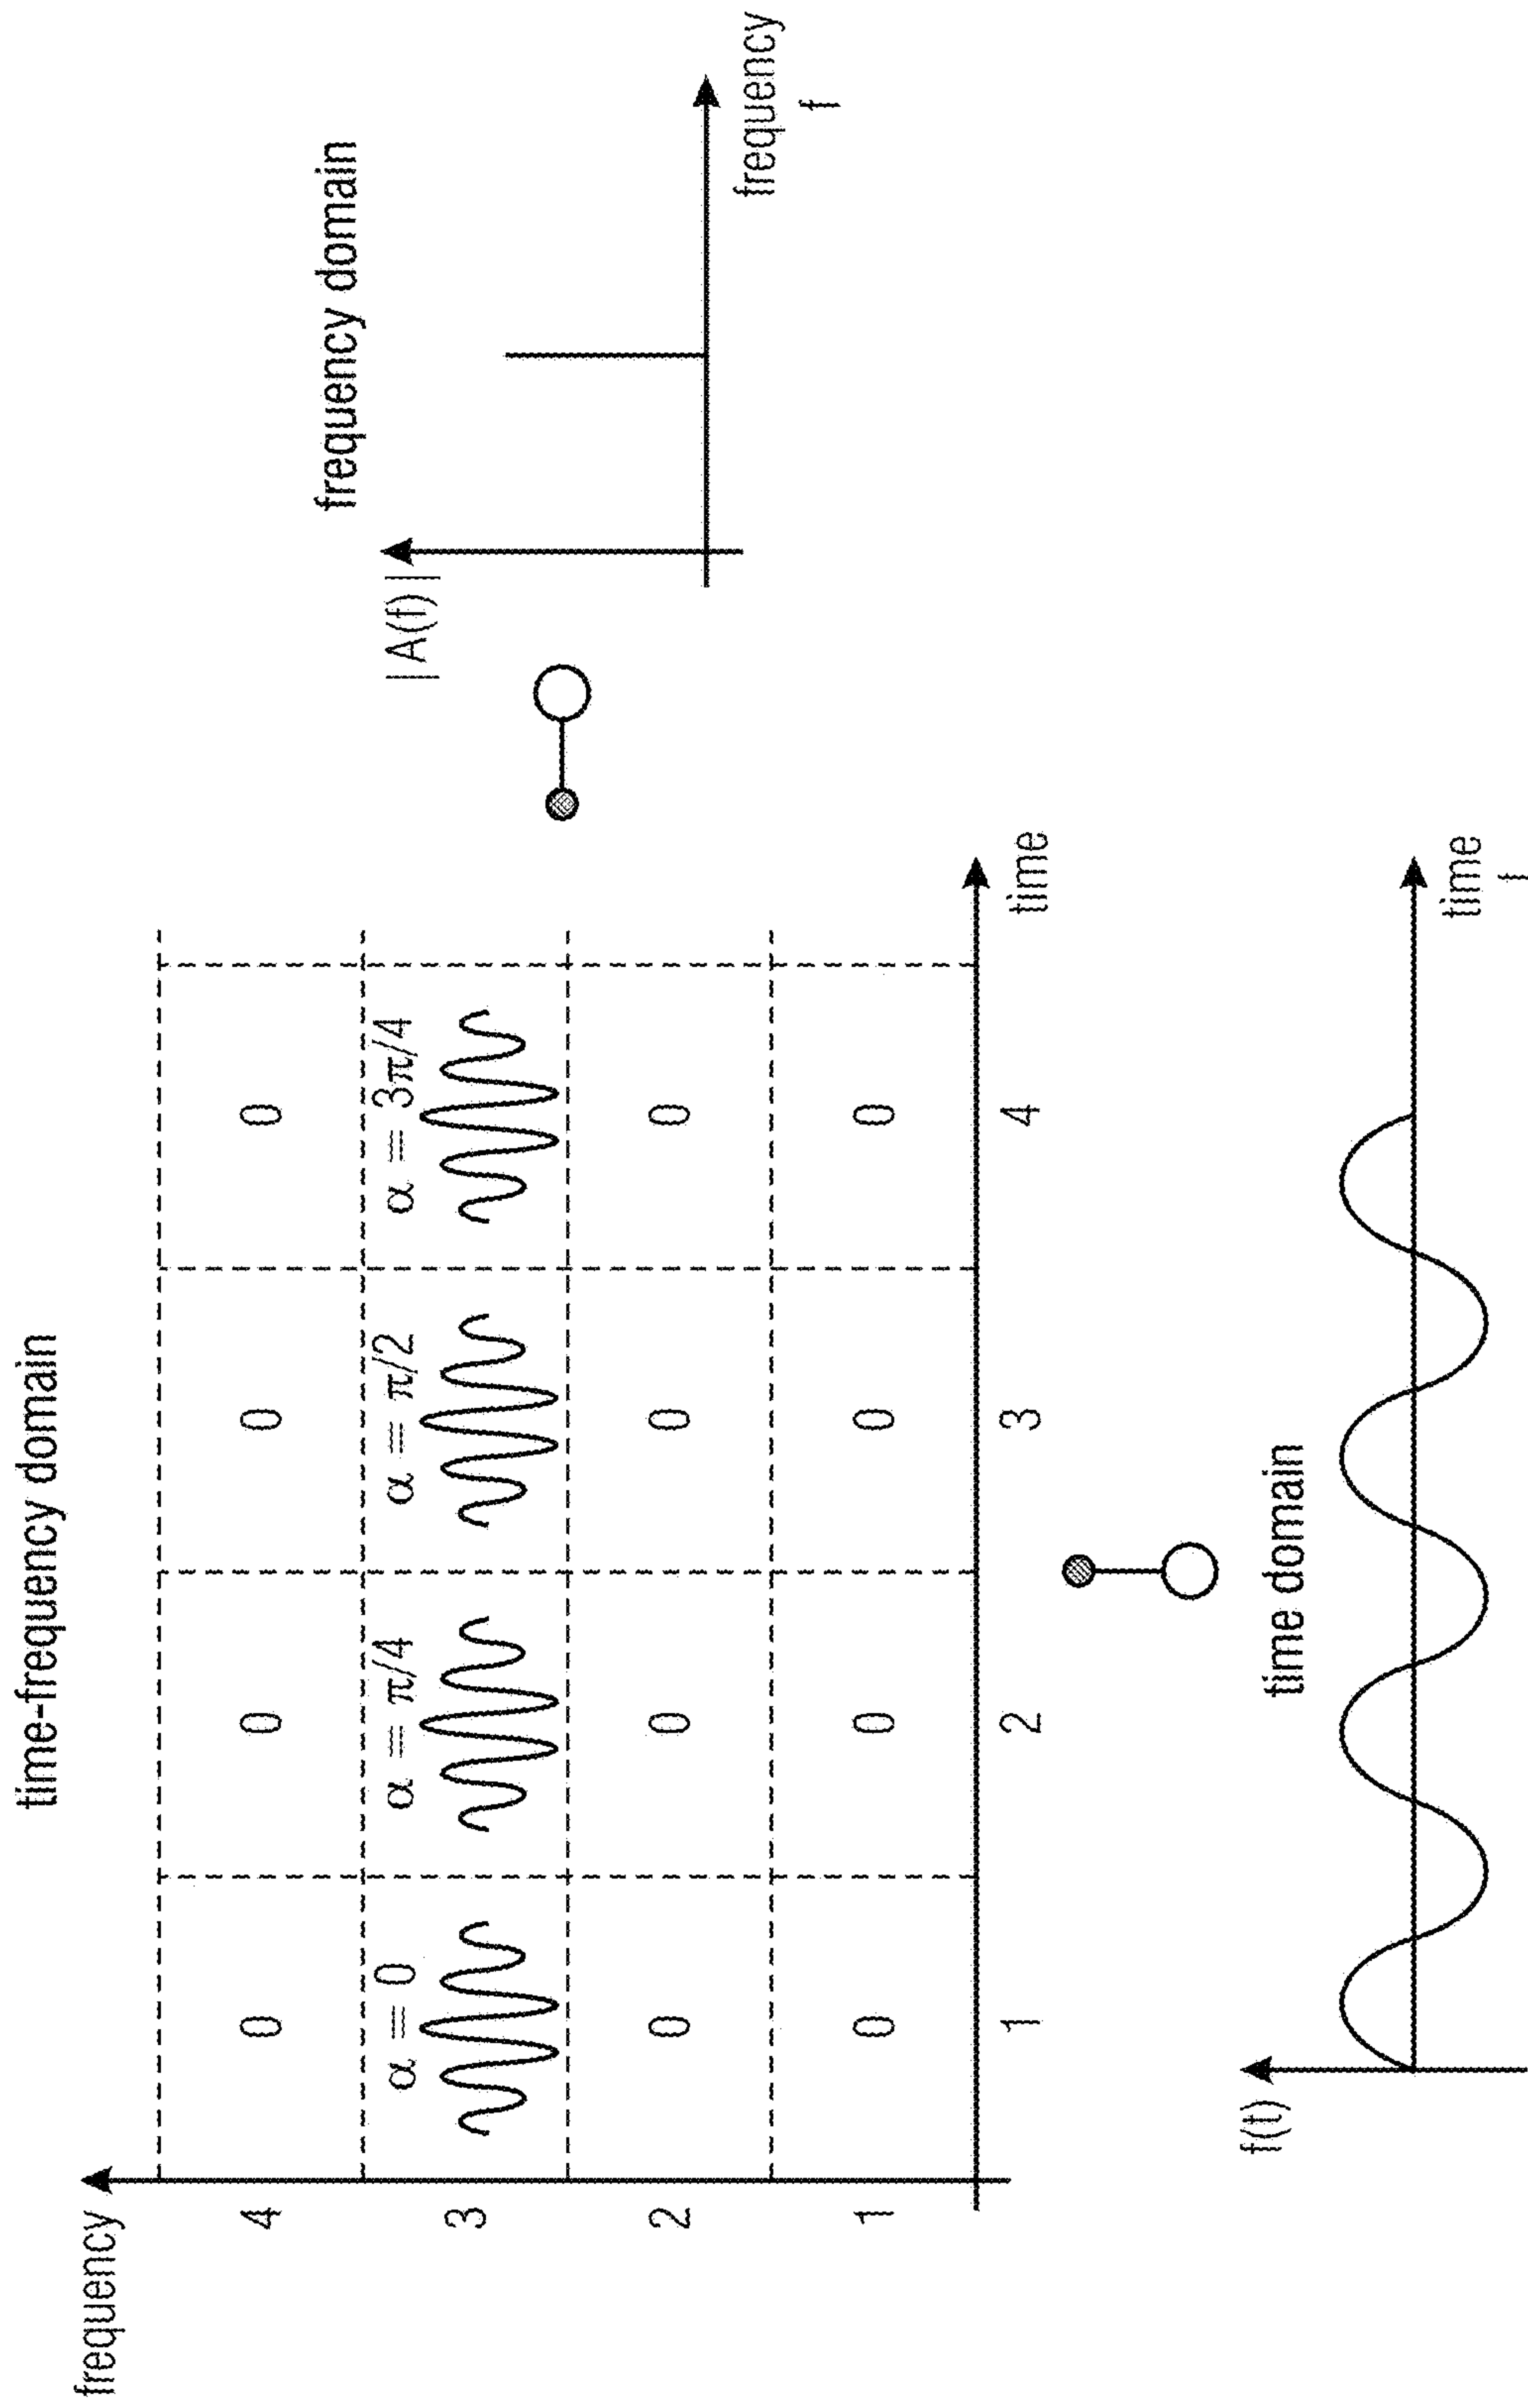 time-frequency domain
frequency
4 0 0 0 0
α = 0 α = π/4 α = π/2 α = 3π/4
3
2 0 0 0 0
1 0 0 0 0
1 2 3 4
time
frequency domain
|A(f)|
frequency
f
time domain
f(t)
time